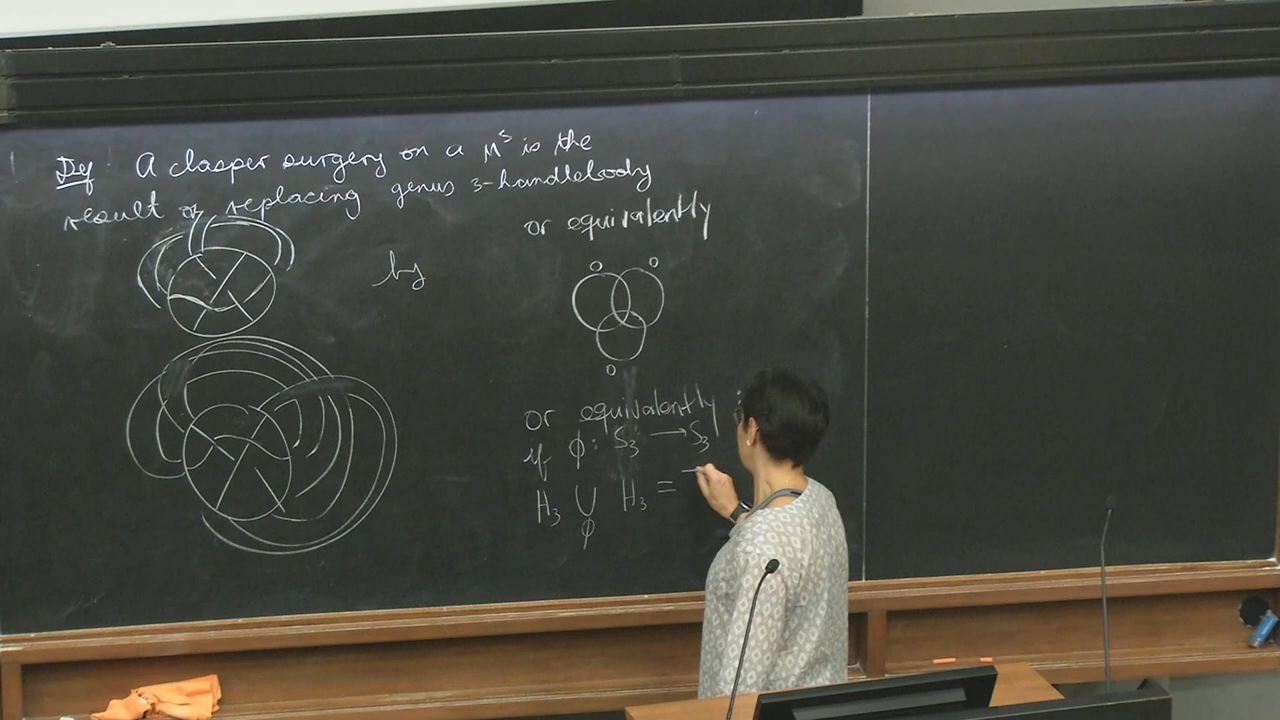 Def A clasper surgery on a M³ is the
result of replacing genus 3-handlebody
by
or equivalently
0 0
0
or equivalently
if ϕ: S₃ → S₃
H₃ ∪ H₃ =
ϕ